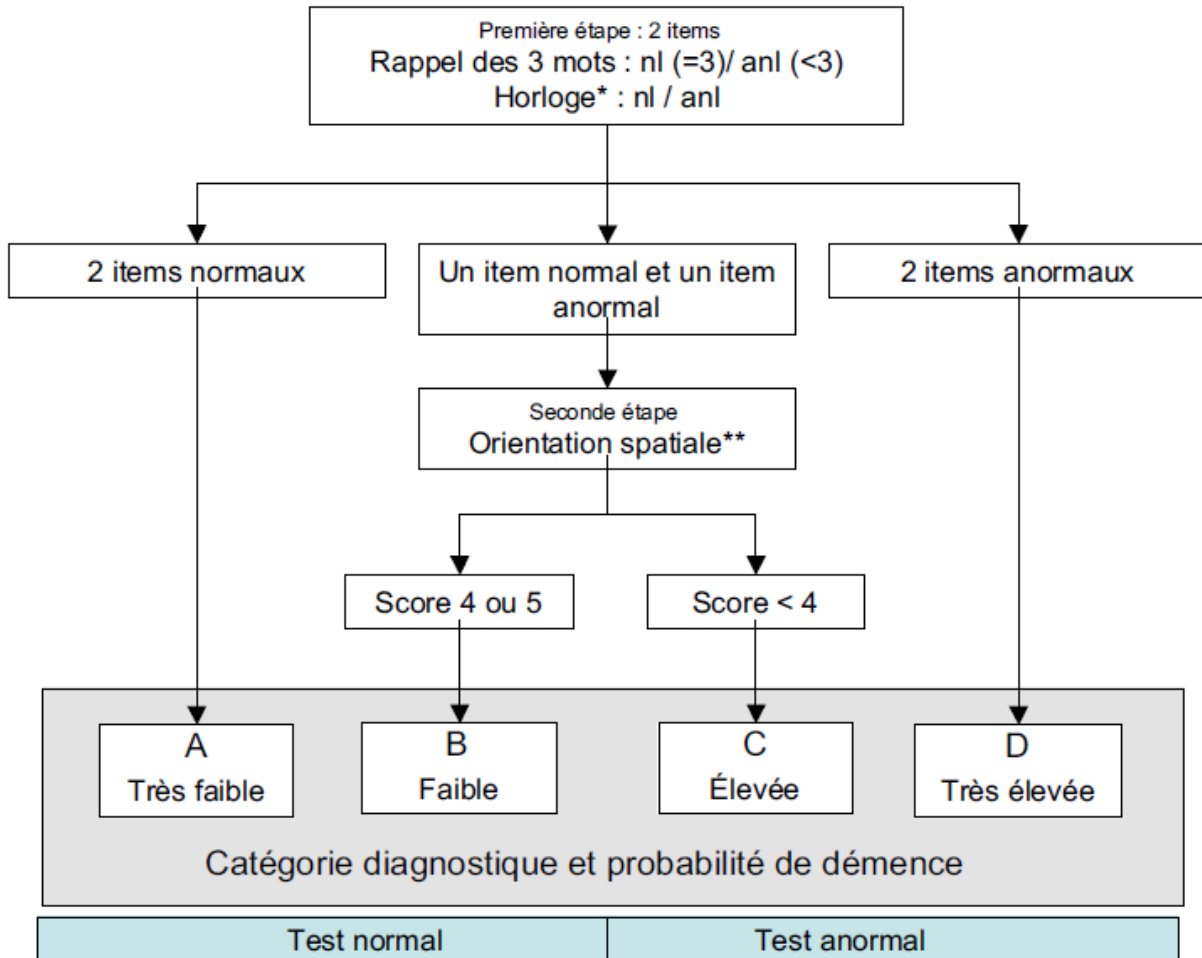 Première étape : 2 items
Rappel des 3 mots : nl (=3)/ anl (<3)
Horloge* : nl / anl
2 items normaux
Un item normal et un item
anormal
2 items anormaux
Seconde étape
Orientation spatiale**
Score 4 ou 5
Score < 4
A
Très faible
B
Faible
C
Élevée
D
Très élevée
Catégorie diagnostique et probabilité de démence
Test normal
Test anormal